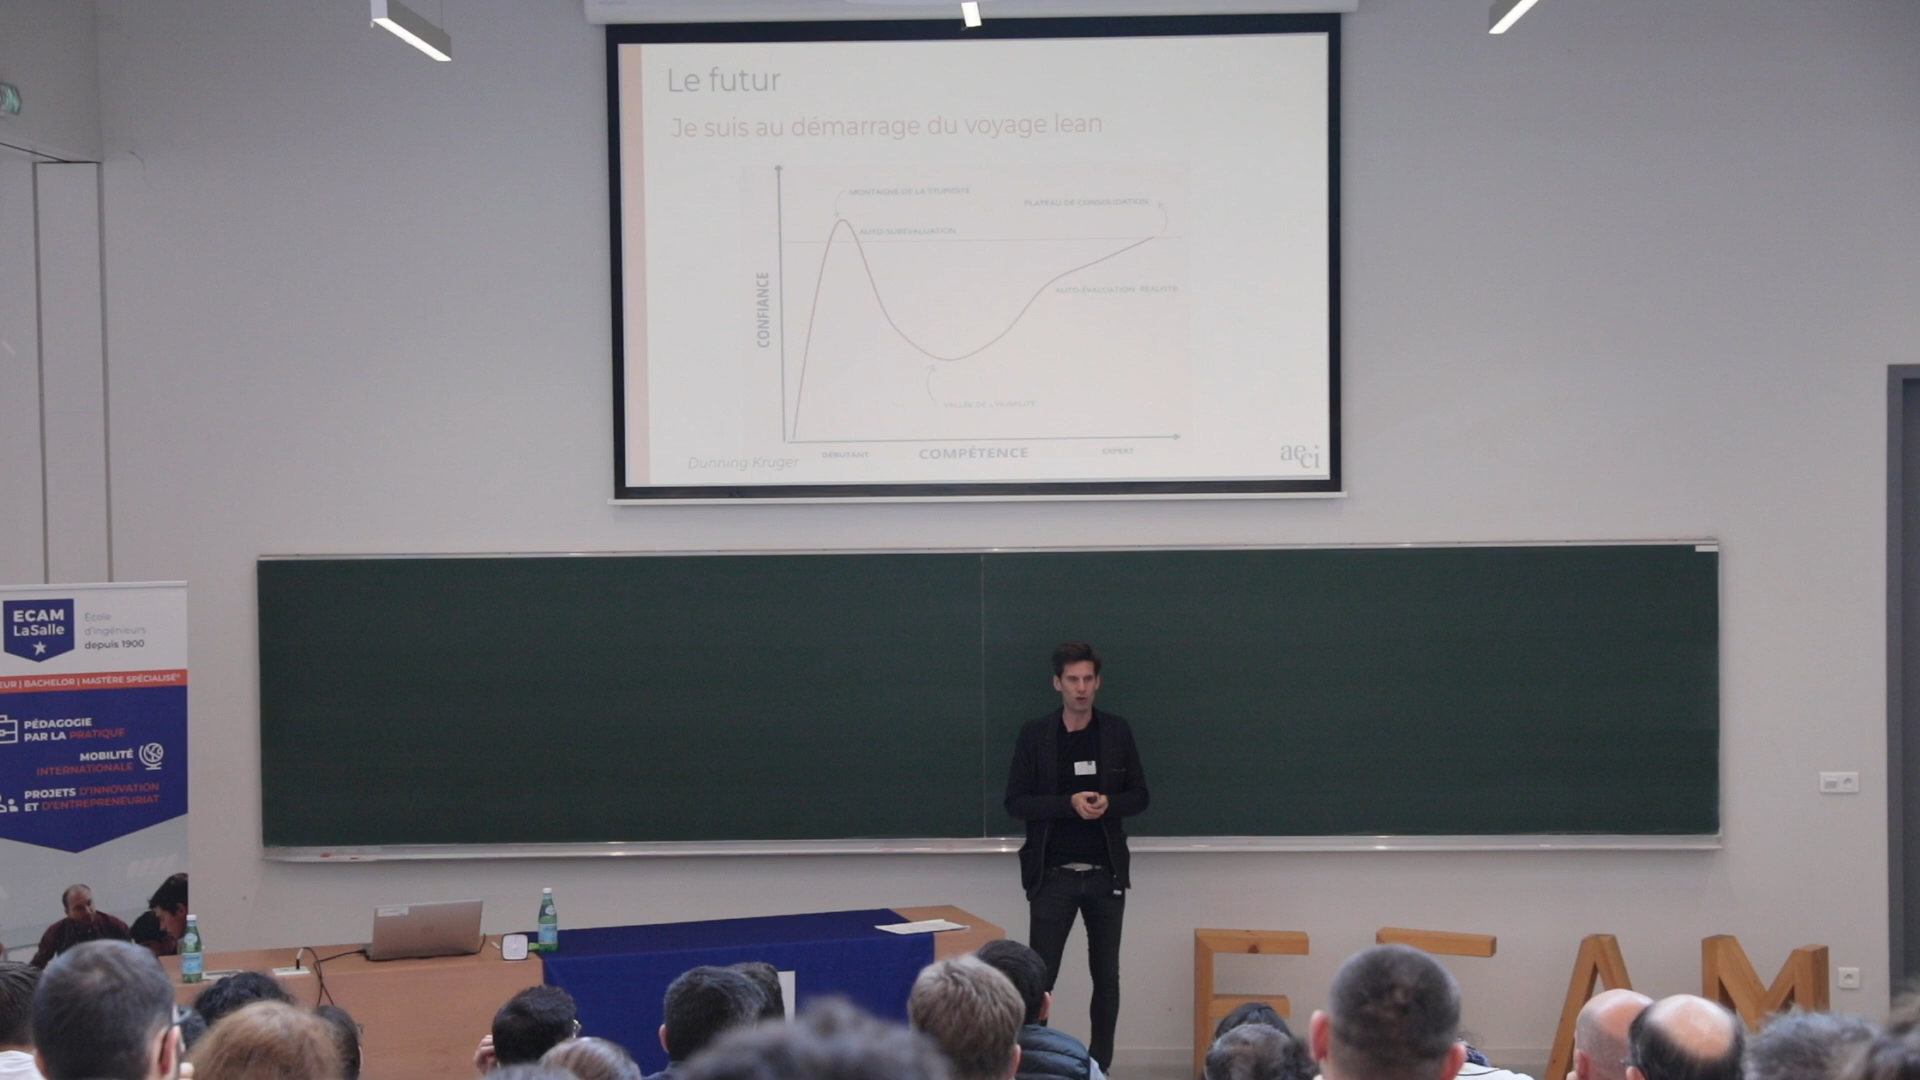 Le futur
Je suis au démarrage du voyage lean
MONTAGNE DE LA STUPIDITÉ
PLATEAU DE CONSOLIDATION
AUTO-SURÉVALUATION
AUTO-ÉVALUATION RÉALISTE
CONFIANCE
VALLÉE DE L'HUMILITÉ
DÉBUTANT
COMPÉTENCE
EXPERT
Dunning Kruger
aeci
ECAM
LaSalle
École
d'ingénieurs
depuis 1900
EUR | BACHELOR | MASTÈRE SPÉCIALISÉ®
PÉDAGOGIE
PAR LA PRATIQUE
MOBILITÉ
INTERNATIONALE
PROJETS D'INNOVATION
ET D'ENTREPRENEURIAT
E AM